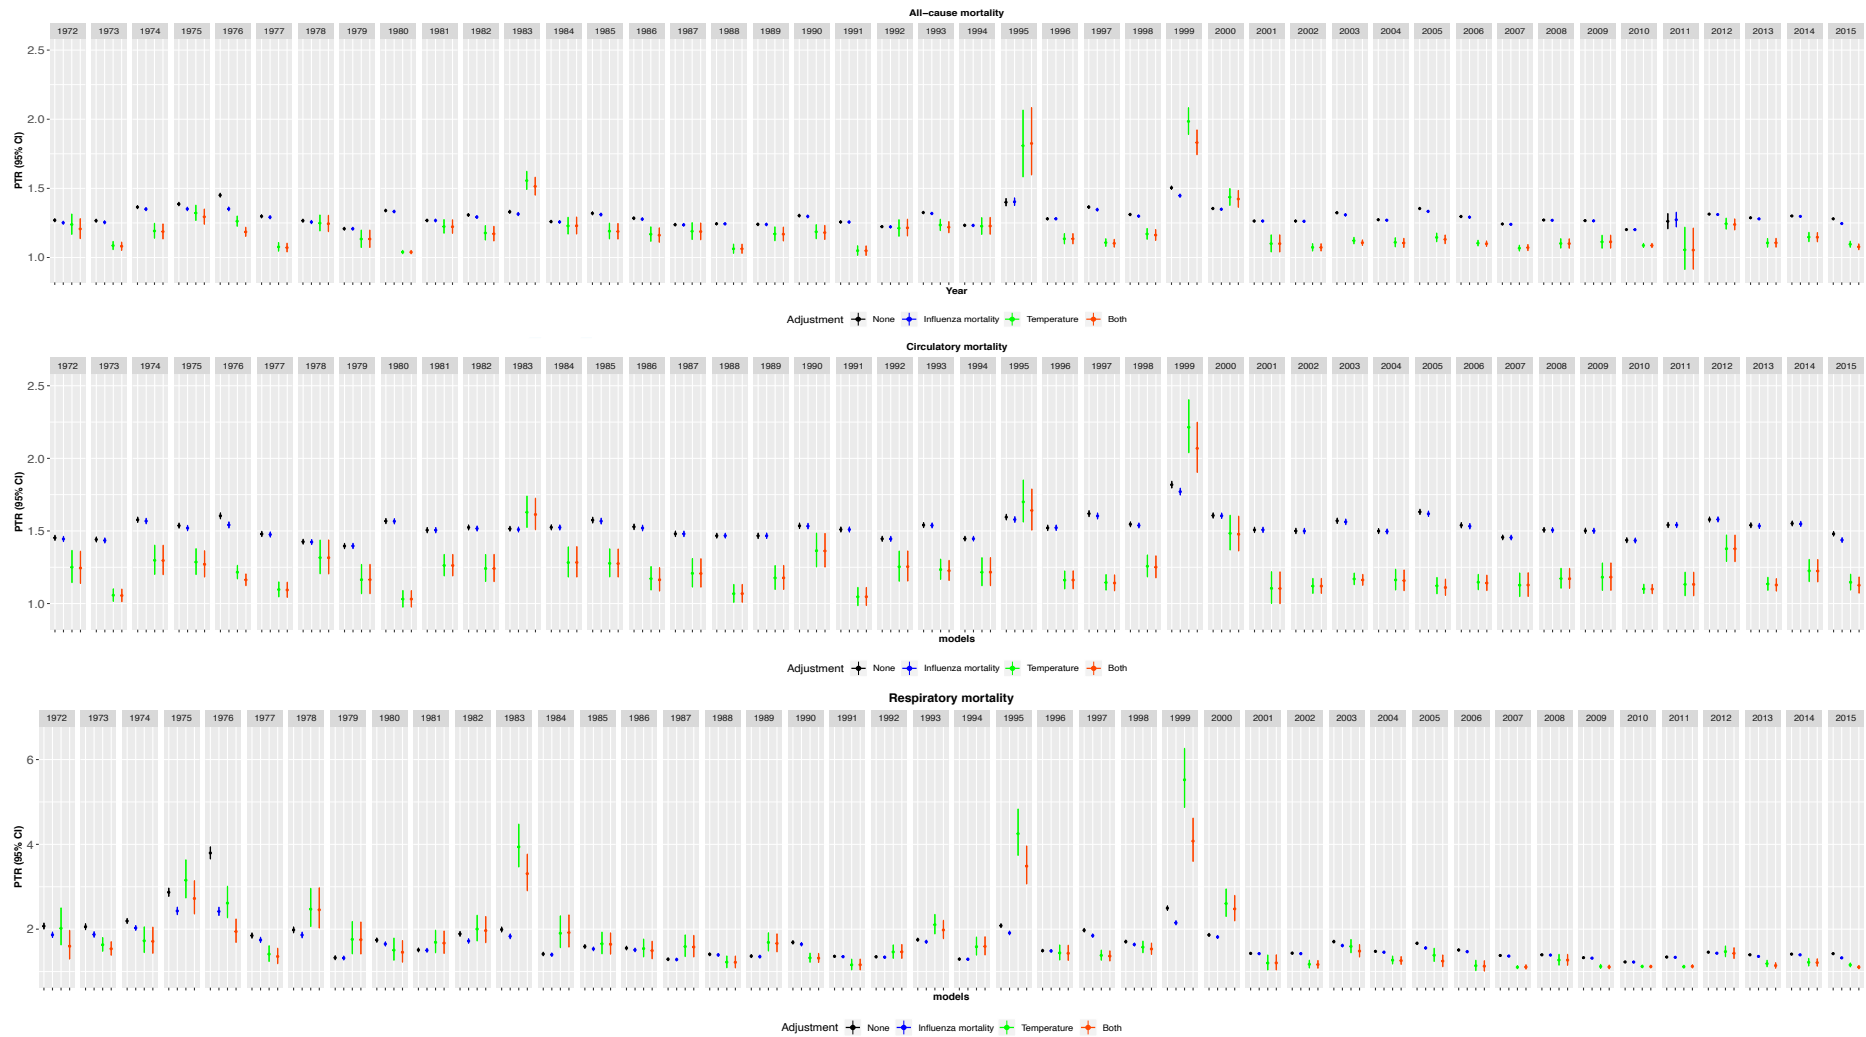 All−cause mortality
1972 1973 1974 1975 1976 1977 1978 1979 1980 1981 1982 1983 1984 1985 1986 1987 1988 1989 1990 1991 1992 1993 1994 1995 1996 1997 1998 1999 2000 2001 2002 2003 2004 2005 2006 2007 2008 2009 2010 2011 2012 2013 2014 2015
2.5
2.0
PTR (95% CI)
1.5
1.0
Year
Adjustment None Influenza mortality Temperature Both
Circulatory mortality
1972 1973 1974 1975 1976 1977 1978 1979 1980 1981 1982 1983 1984 1985 1986 1987 1988 1989 1990 1991 1992 1993 1994 1995 1996 1997 1998 1999 2000 2001 2002 2003 2004 2005 2006 2007 2008 2009 2010 2011 2012 2013 2014 2015
2.5
2.0
PTR (95% CI)
1.5
1.0
models
Adjustment None Influenza mortality Temperature Both
Respiratory mortality
1972 1973 1974 1975 1976 1977 1978 1979 1980 1981 1982 1983 1984 1985 1986 1987 1988 1989 1990 1991 1992 1993 1994 1995 1996 1997 1998 1999 2000 2001 2002 2003 2004 2005 2006 2007 2008 2009 2010 2011 2012 2013 2014 2015
6
4
PTR (95% CI)
2
models
Adjustment None Influenza mortality Temperature Both